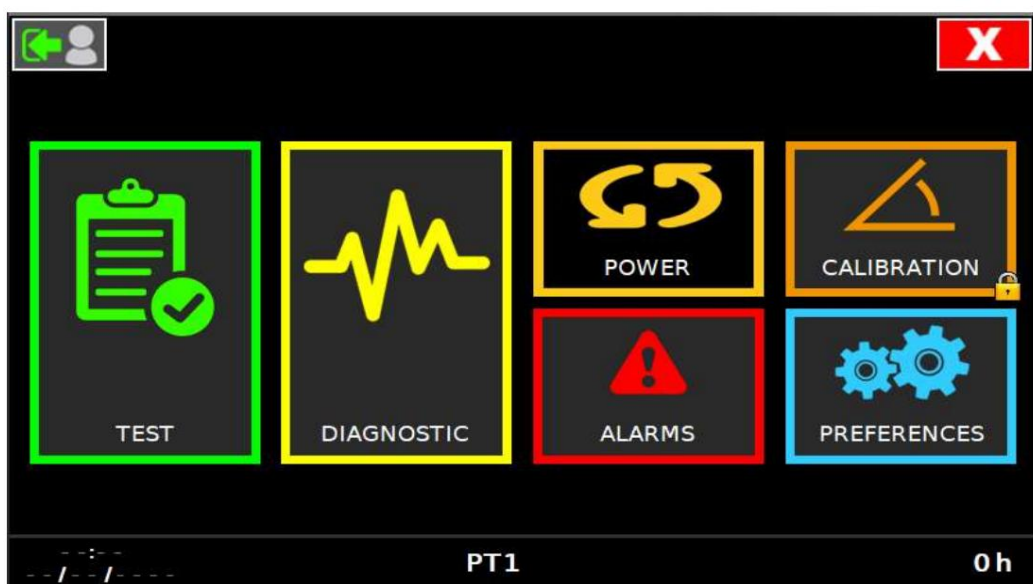 X
POWER
CALIBRATION
TEST
DIAGNOSTIC
ALARMS
PREFERENCES
--:--
--/--/----
PT1
0 h